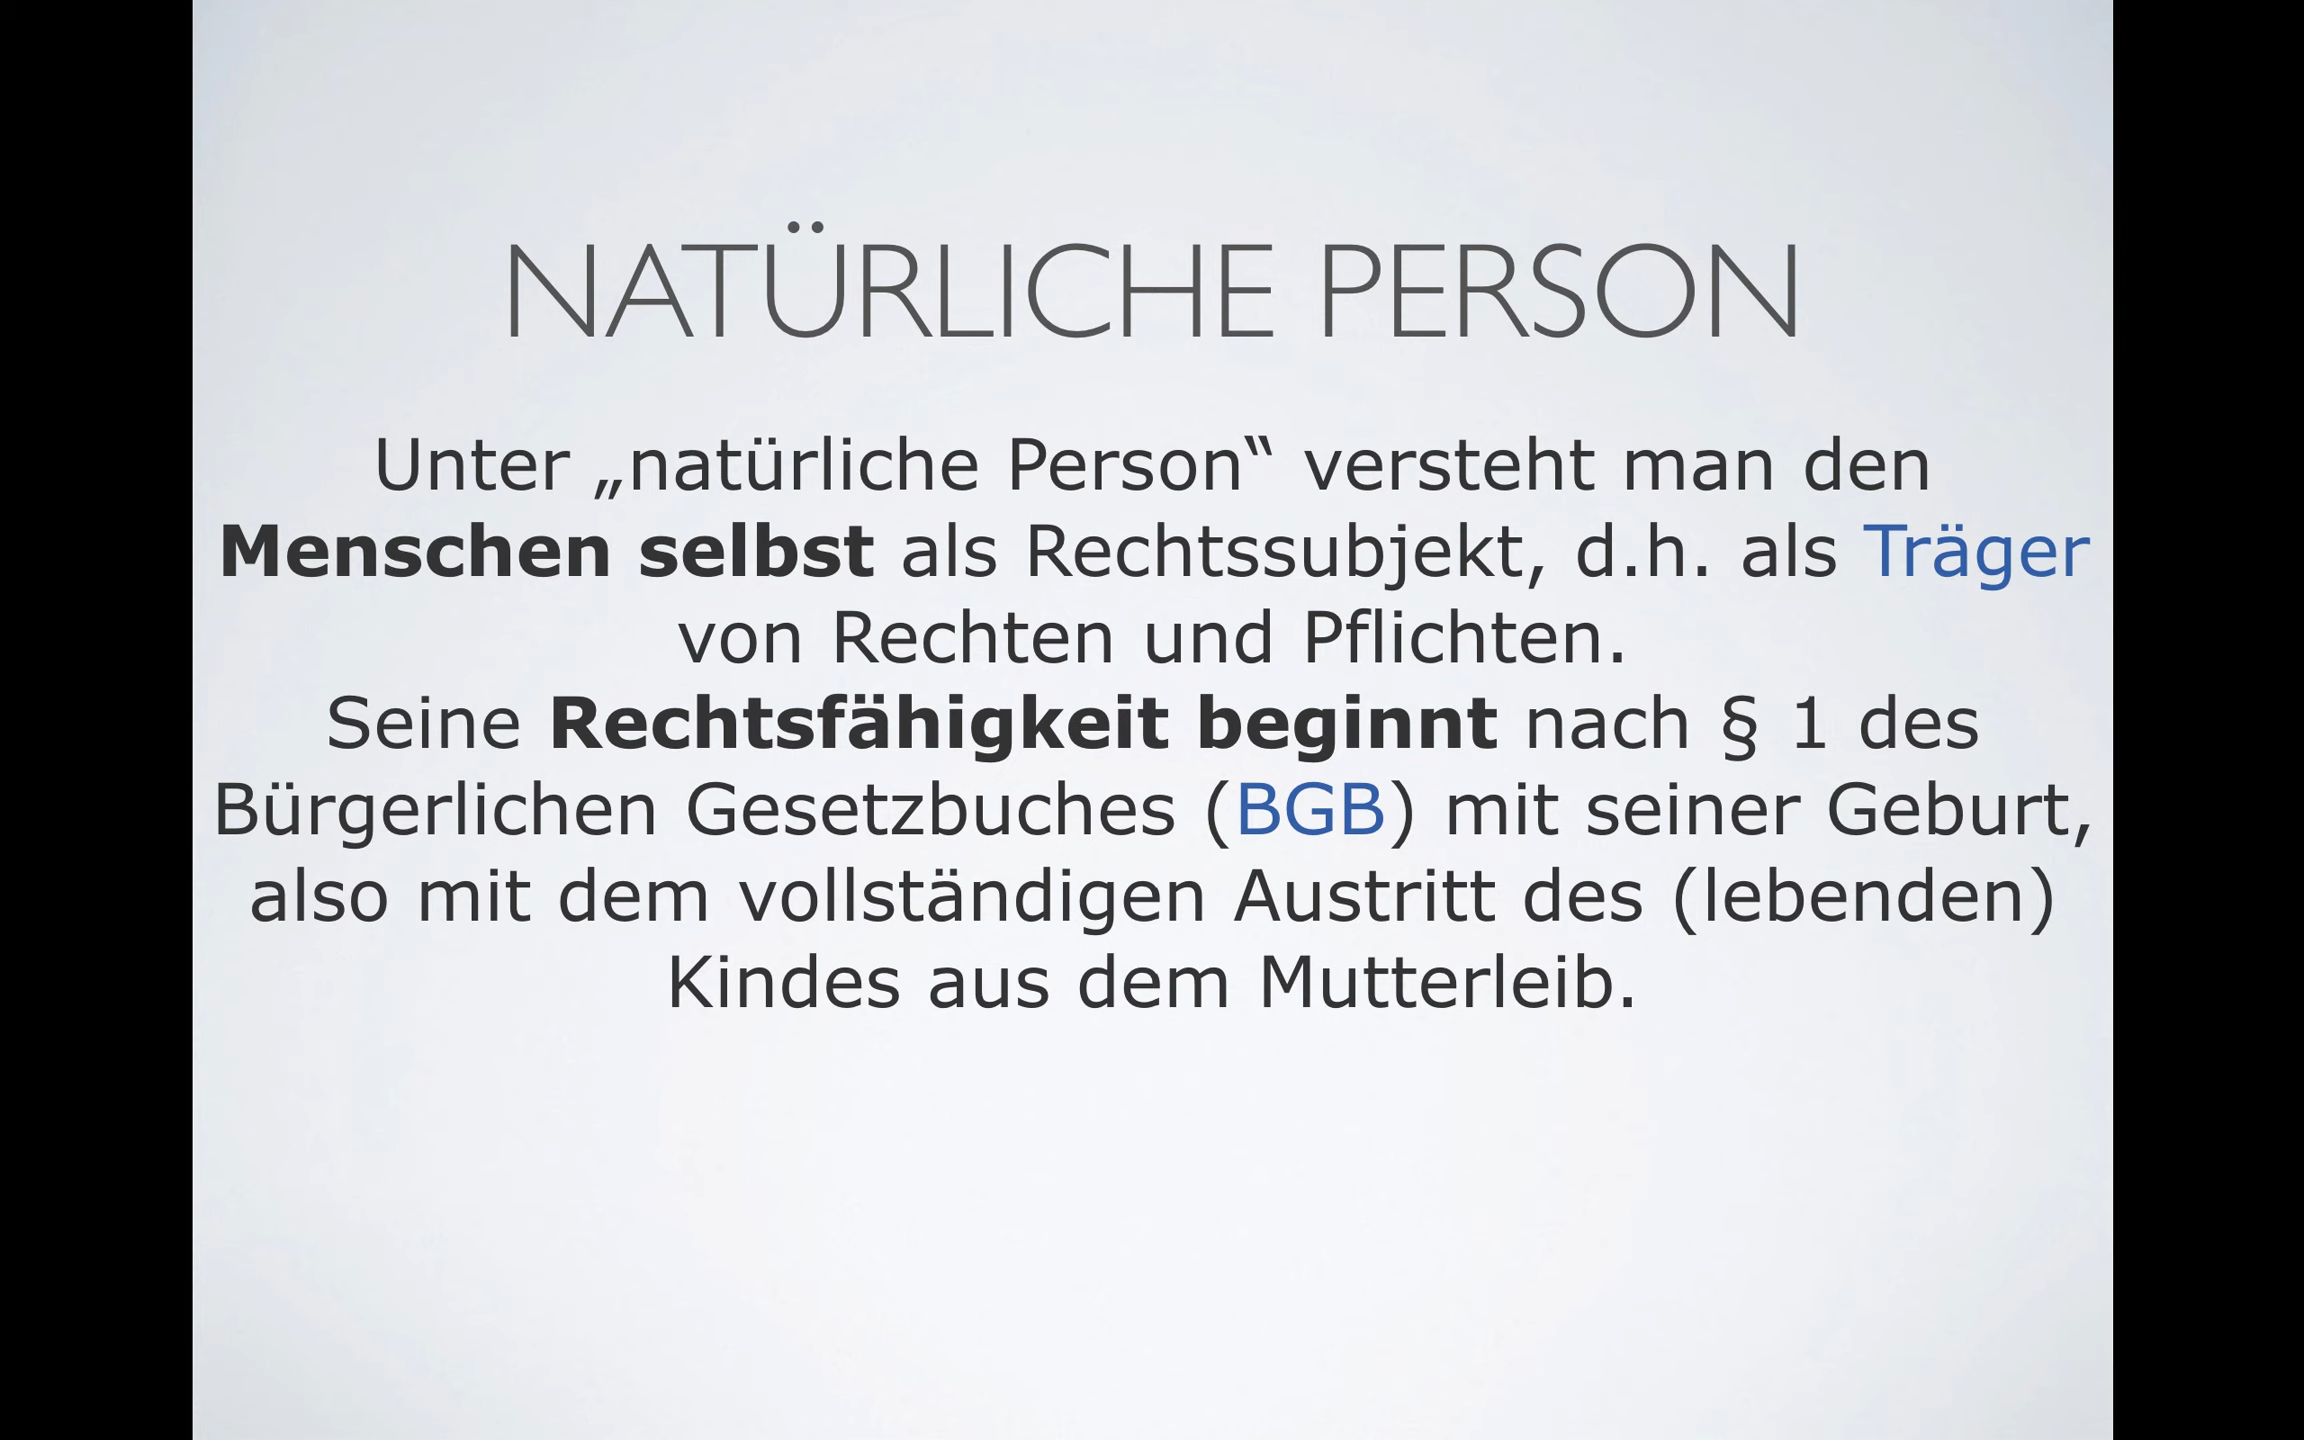 NATÜRLICHE PERSON
Unter „natürliche Person“ versteht man den
Menschen selbst als Rechtssubjekt, d.h. als Träger
von Rechten und Pflichten.
Seine Rechtsfähigkeit beginnt nach § 1 des
Bürgerlichen Gesetzbuches (BGB) mit seiner Geburt,
also mit dem vollständigen Austritt des (lebenden)
Kindes aus dem Mutterleib.